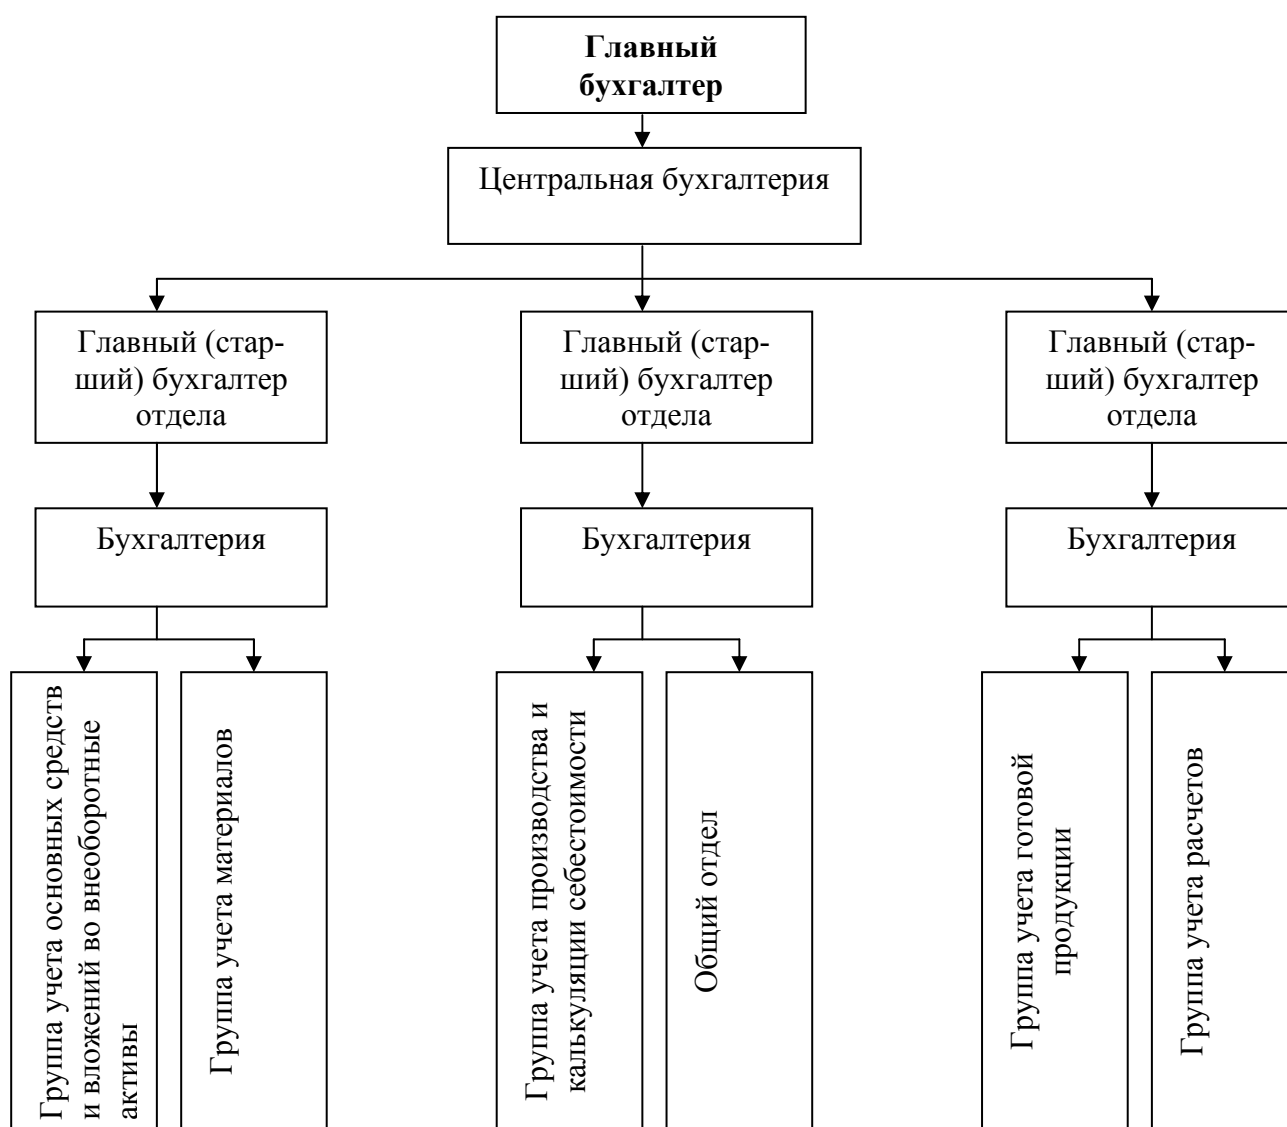 Главный
бухгалтер
Центральная бухгалтерия
Главный (стар-
ший) бухгалтер
отдела
Главный (стар-
ший) бухгалтер
отдела
Главный (стар-
ший) бухгалтер
отдела
Бухгалтерия
Бухгалтерия
Бухгалтерия
Группа учета основных средств
и вложений во внеоборотные
активы
Группа учета материалов
Группа учета производства и
калькуляции себестоимости
Общий отдел
Группа учета готовой
продукции
Группа учета расчетов